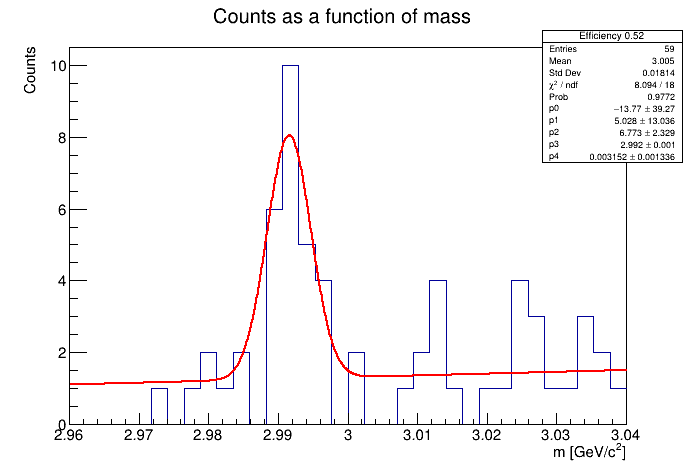 Counts as a function of mass
Efficiency 0.52
Entries 59
Mean 3.005
Std Dev 0.01814
χ² / ndf 8.094 / 18
Prob 0.9772
p0 −13.77 ± 39.27
p1 5.028 ± 13.036
p2 6.773 ± 2.329
p3 2.992 ± 0.001
p4 0.003152 ± 0.001336
Counts
10
8
6
4
2
0
2.96 2.97 2.98 2.99 3 3.01 3.02 3.03 3.04
m [GeV/c²]